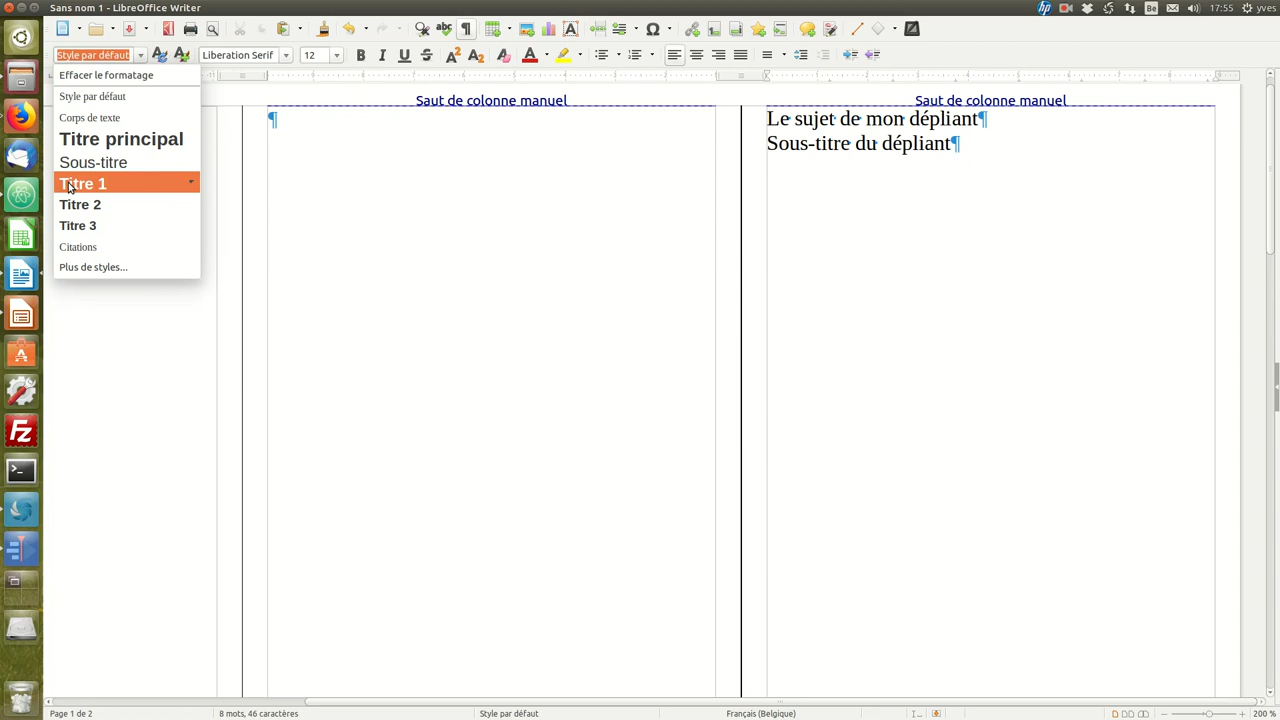 Sans nom 1 - LibreOffice Writer
Be
17:55
yves
Style par défaut
Liberation Serif
12
Effacer le formatage
Style par défaut
Corps de texte
Titre principal
Sous-titre
Titre 1
Titre 2
Titre 3
Citations
Plus de styles...
Saut de colonne manuel
¶
Saut de colonne manuel
Le sujet de mon dépliant¶
Sous-titre du dépliant¶
Page 1 de 2
8 mots, 46 caractères
Style par défaut
Français (Belgique)
200 %